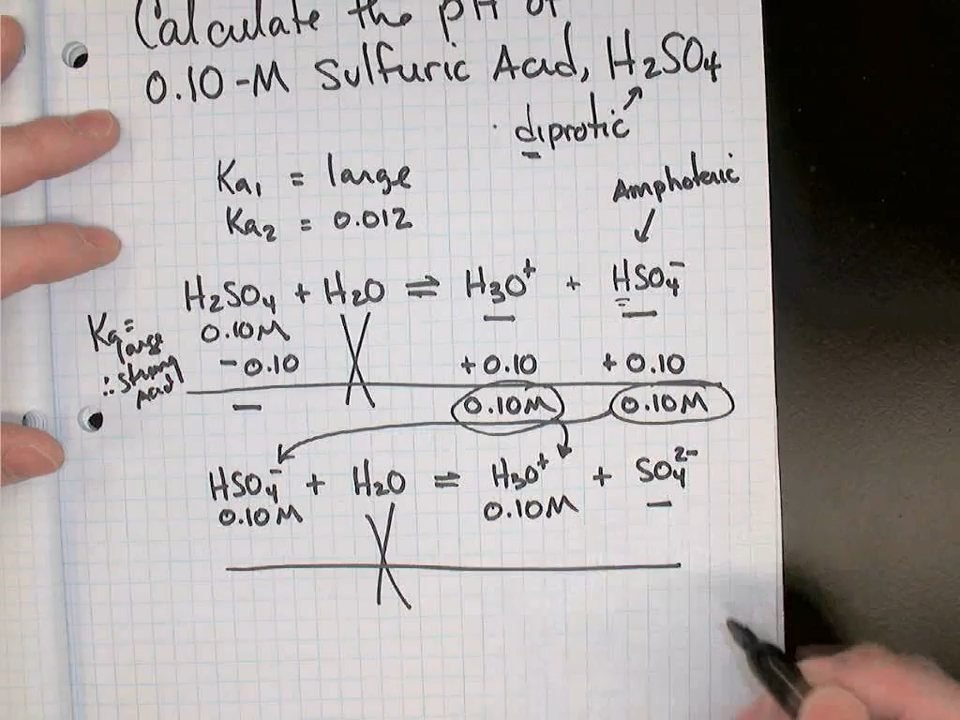 Calculate the pH of
0.10-M Sulfuric Acid, H₂SO₄
diprotic
Ka₁ = large
Ka₂ = 0.012
Amphoteric
H₂SO₄ + H₂O ⇌ H₃O⁺ + HSO₄⁻
Ka = large
∴ strong acid
0.10M
-0.10 +0.10 +0.10
— 0.10M 0.10M
HSO₄⁻ + H₂O ⇌ H₃O⁺ + SO₄²⁻
0.10M 0.10M —